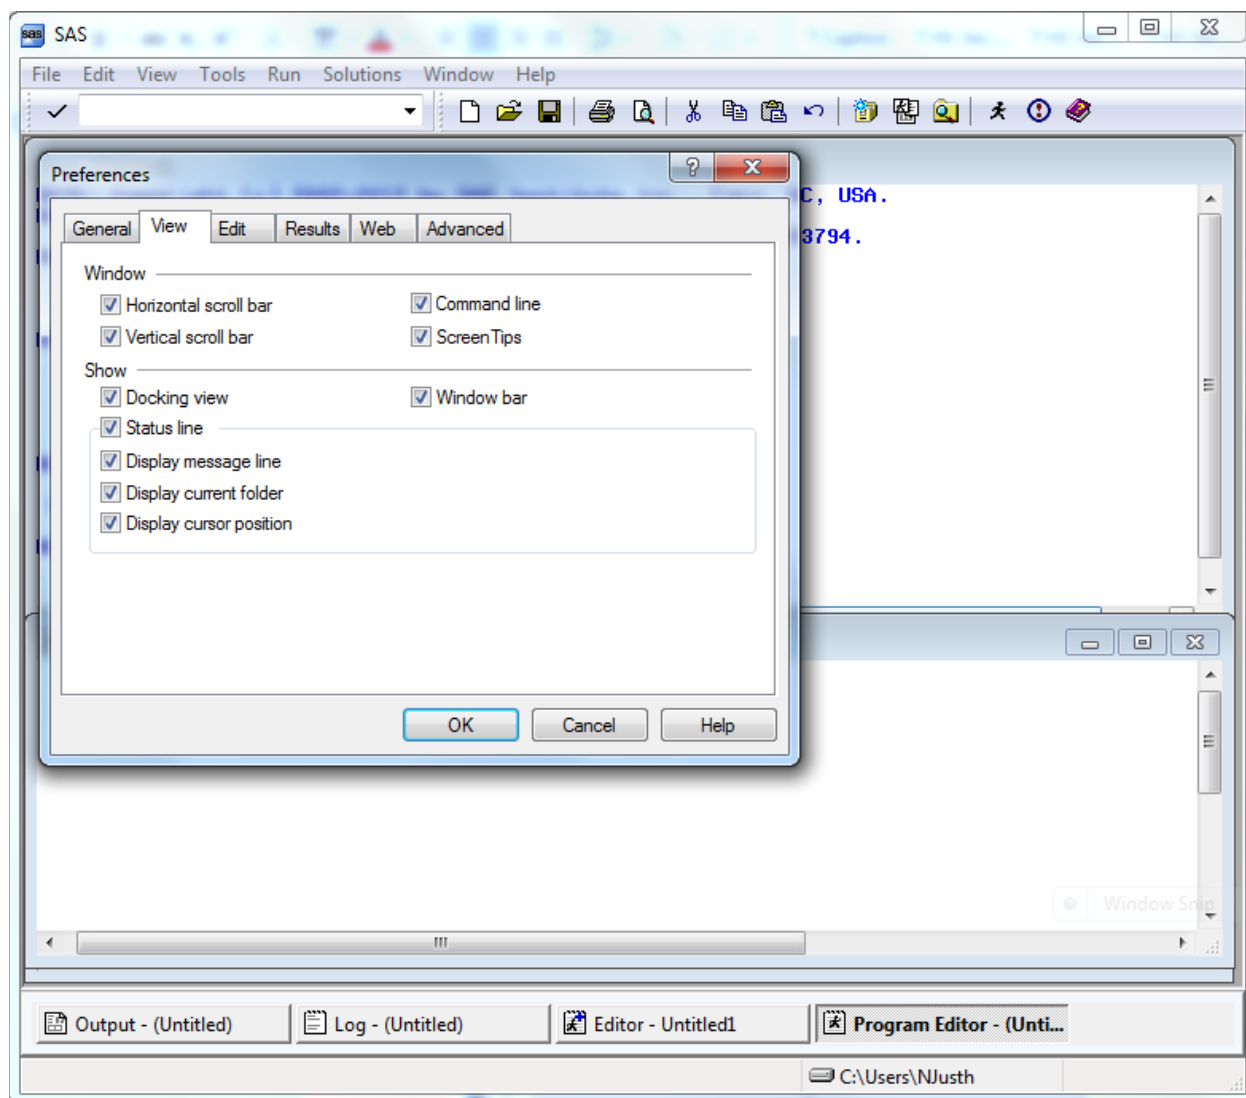 SAS
File Edit View Tools Run Solutions Window Help
Preferences
C, USA.
3794.
General View Edit Results Web Advanced
Window
Horizontal scroll bar Command line
Vertical scroll bar ScreenTips
Show
Docking view Window bar
Status line
Display message line
Display current folder
Display cursor position
OK Cancel Help
Window Snip
Output - (Untitled) Log - (Untitled) Editor - Untitled1 Program Editor - (Unti...
C:\Users\NJusth